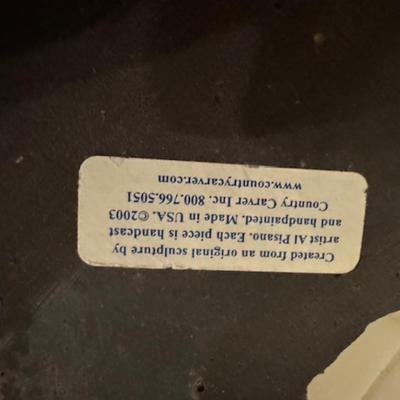 Created from an original sculpture by
artist Al Pisano. Each piece is handcast
and handpainted. Made in USA. ©2003
Country Carver Inc. 800.766.5051
www.countrycarver.com